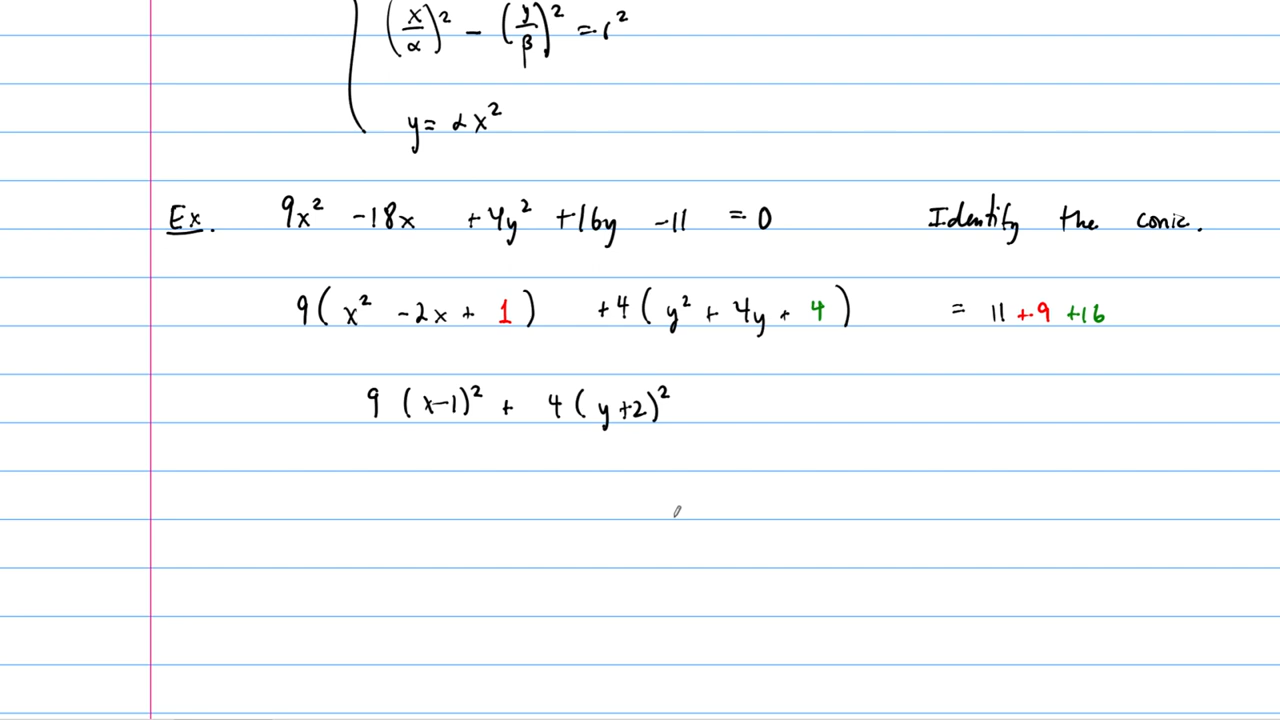 (x/α)² - (y/β)² = r²
y = αx²
Ex. 9x² -18x +4y² +16y -11 = 0 Identify the conic.
9(x² -2x + 1) +4(y² + 4y + 4) = 11 +9 +16
9 (x-1)² + 4(y+2)²